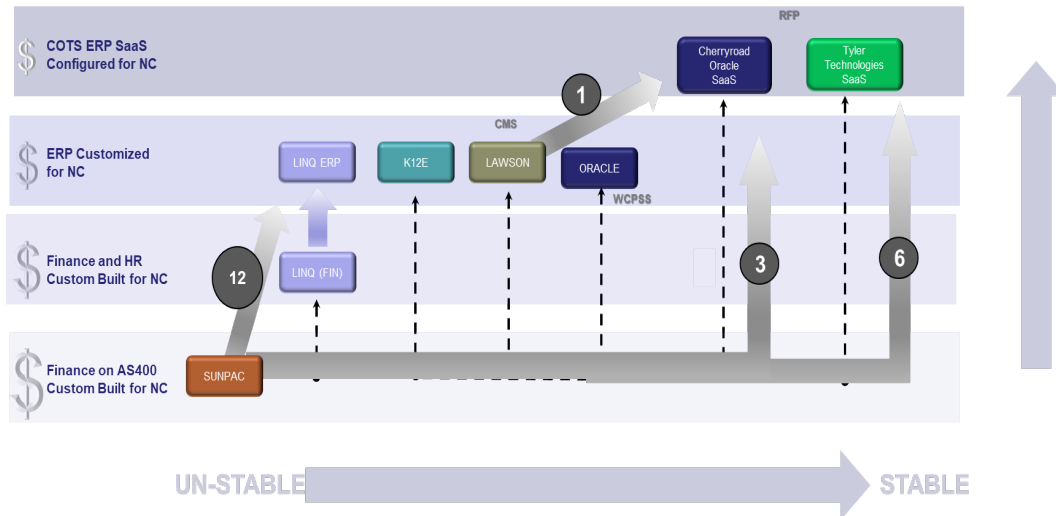 RFP
COTS ERP SaaS
Configured for NC
Cherryroad
Oracle
SaaS
Tyler
Technologies
SaaS
1
CMS
ERP Customized
for NC
LINQ ERP
K12E
LAWSON
ORACLE
WCPSS
Finance and HR
Custom Built for NC
12
LINQ (FIN)
3
6
Finance on AS400
Custom Built for NC
SUNPAC
UN-STABLE
STABLE
$
$
$
$